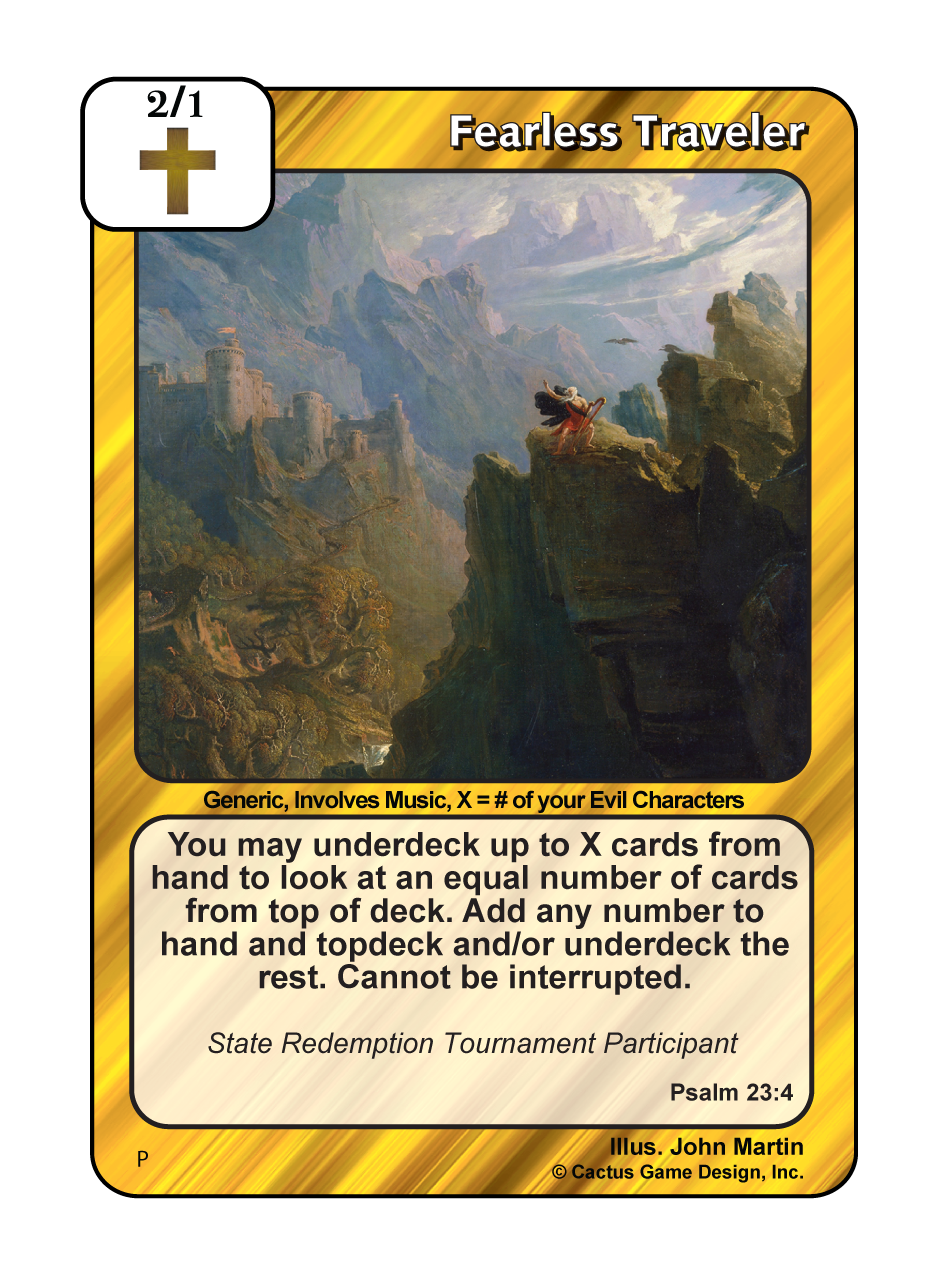 2/1
Fearless Traveler
Generic, Involves Music, X = # of your Evil Characters
You may underdeck up to X cards from
hand to look at an equal number of cards
from top of deck. Add any number to
hand and topdeck and/or underdeck the
rest. Cannot be interrupted.
State Redemption Tournament Participant
Psalm 23:4
P
Illus. John Martin
© Cactus Game Design, Inc.